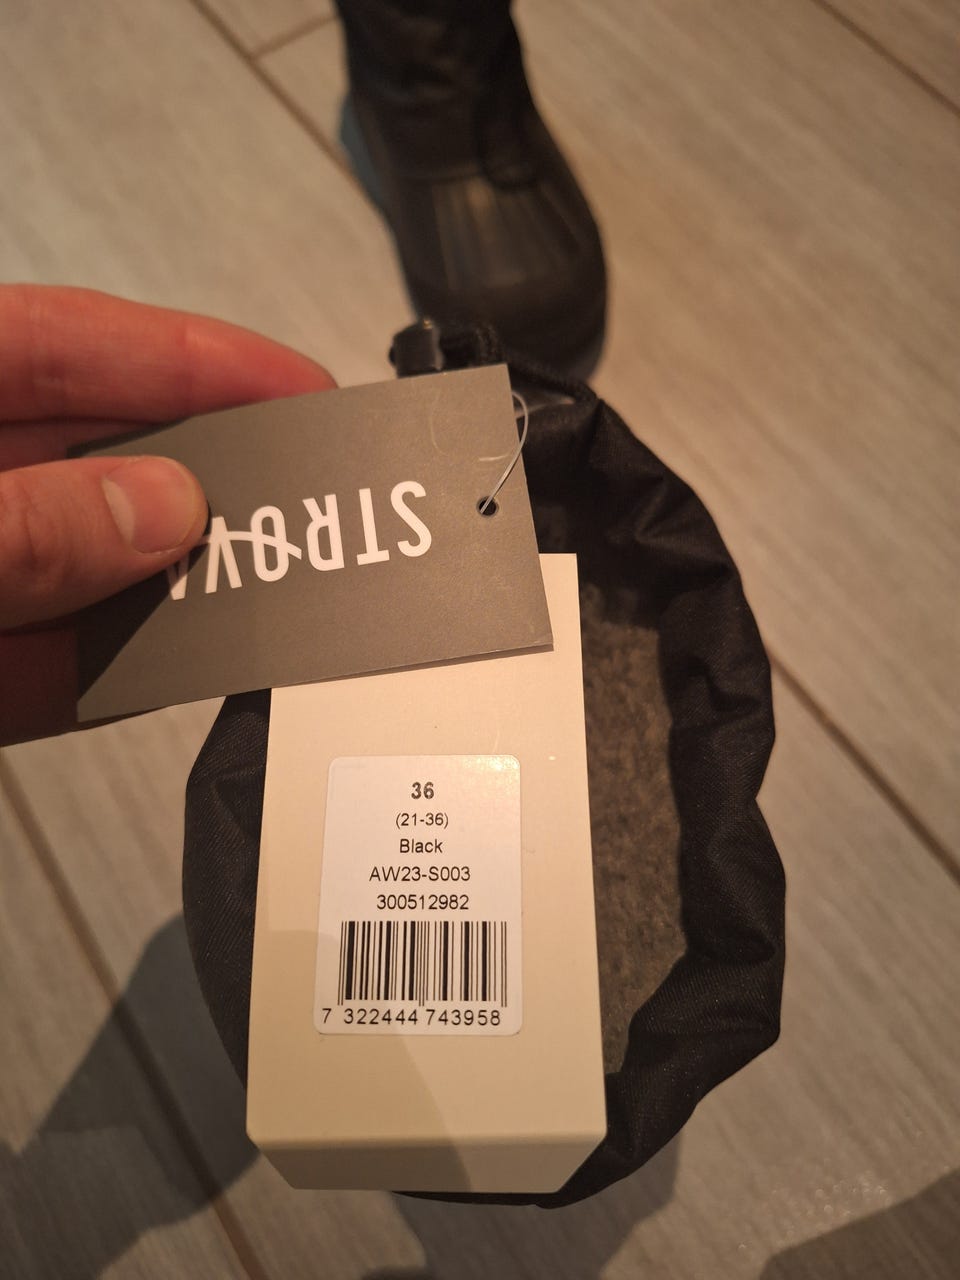 STROVA
36
(21-36)
Black
AW23-S003
300512982
7 322444 743958